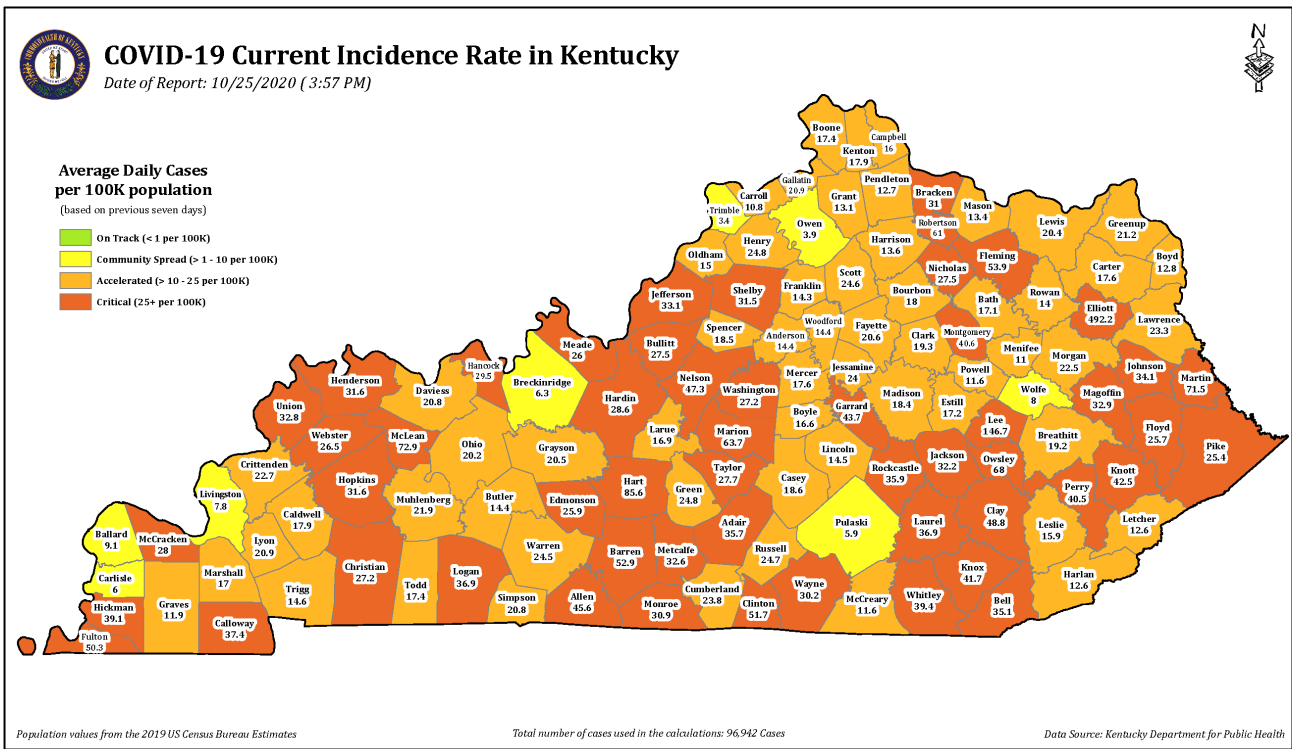 COVID-19 Current Incidence Rate in Kentucky
Date of Report: 10/25/2020 ( 3:57 PM)
N
Average Daily Cases
per 100K population
(based on previous seven days)
On Track (< 1 per 100K)
Community Spread (> 1 - 10 per 100K)
Accelerated (> 10 - 25 per 100K)
Critical (25+ per 100K)
Boone
17.4
Campbell
16
Kenton
17.9
Gallatin
20.9
Pendleton
12.7
Carroll
10.8
Grant
13.1
Bracken
31
Mason
13.4
Trimble
3.4
Owen
3.9
Robertson
61
Lewis
20.4
Greenup
21.2
Henry
24.8
Harrison
13.6
Oldham
15
Fleming
53.9
Boyd
12.8
Nicholas
27.5
Carter
17.6
Scott
24.6
Franklin
14.3
Shelby
31.5
Jefferson
33.1
Bourbon
18
Bath
17.1
Rowan
14
Elliott
492.2
Lawrence
23.3
Spencer
18.5
Woodford
14.4
Fayette
20.6
Anderson
14.4
Clark
19.3
Montgomery
40.6
Bullitt
27.5
Meade
26
Menifee
11
Morgan
22.5
Johnson
34.1
Martin
71.5
Hancock
29.5
Breckinridge
6.3
Henderson
31.6
Daviess
20.8
Nelson
47.3
Washington
27.2
Mercer
17.6
Jessamine
24
Powell
11.6
Wolfe
8
Magoffin
32.9
Madison
18.4
Estill
17.2
Hardin
28.6
Union
32.8
Garrard
43.7
Boyle
16.6
Lee
146.7
Floyd
25.7
Webster
26.5
McLean
72.9
Larue
16.9
Marion
63.7
Breathitt
19.2
Ohio
20.2
Grayson
20.5
Lincoln
14.5
Jackson
32.2
Owsley
68
Pike
25.4
Crittenden
22.7
Hopkins
31.6
Taylor
27.7
Rockcastle
35.9
Knott
42.5
Casey
18.6
Hart
85.6
Green
24.8
Perry
40.5
Livingston
7.8
Muhlenberg
21.9
Butler
14.4
Edmonson
25.9
Caldwell
17.9
Adair
35.7
Pulaski
5.9
Laurel
36.9
Clay
48.8
Leslie
15.9
Letcher
12.6
Ballard
9.1
McCracken
28
Lyon
20.9
Warren
24.5
Barren
52.9
Metcalfe
32.6
Russell
24.7
Knox
41.7
Harlan
12.6
Carlisle
6
Marshall
17
Christian
27.2
Todd
17.4
Logan
36.9
Trigg
14.6
Simpson
20.8
Allen
45.6
Monroe
30.9
Cumberland
23.8
Clinton
51.7
Wayne
30.2
McCreary
11.6
Whitley
39.4
Bell
35.1
Hickman
39.1
Graves
11.9
Calloway
37.4
Fulton
50.3
Population values from the 2019 US Census Bureau Estimates
Total number of cases used in the calculations: 96,942 Cases
Data Source: Kentucky Department for Public Health